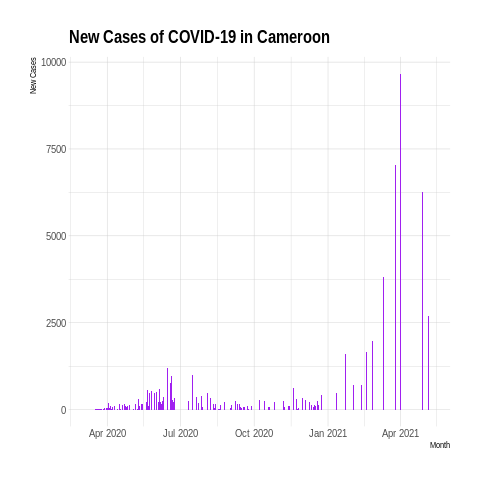 New Cases of COVID-19 in Cameroon
New Cases
10000
7500
5000
2500
0
Apr 2020 Jul 2020 Oct 2020 Jan 2021 Apr 2021
Month